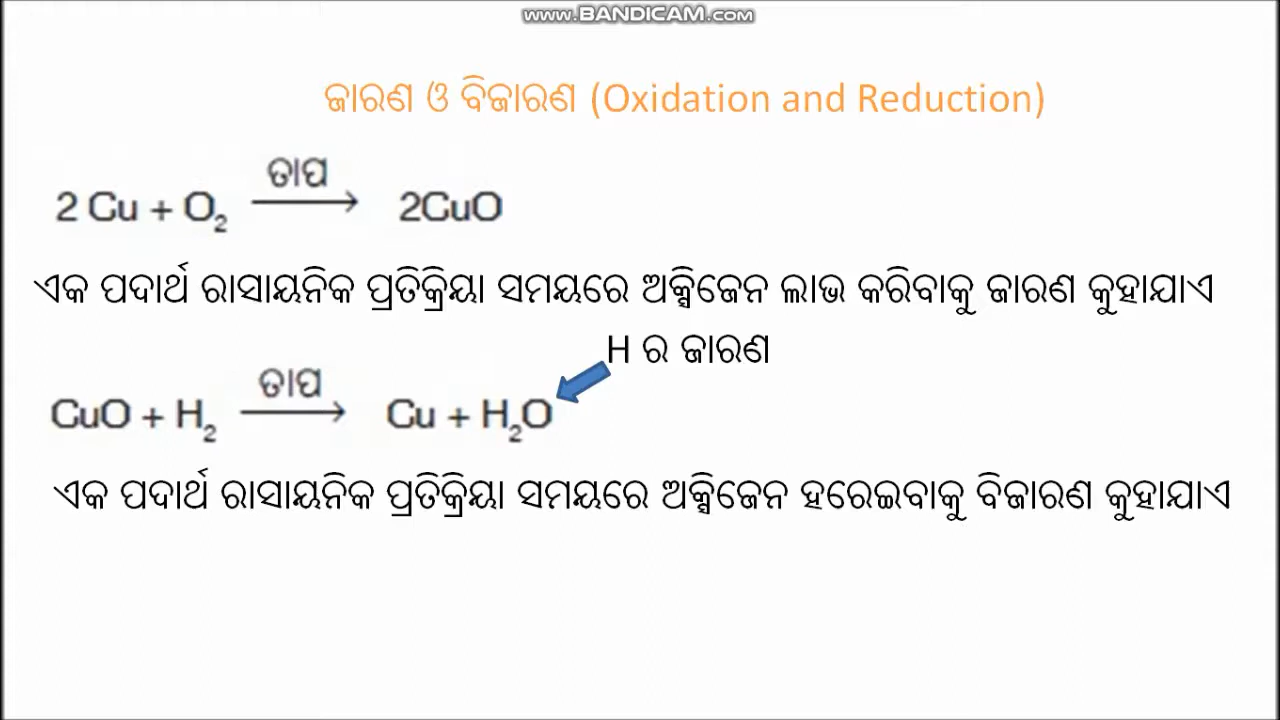 www.BANDICAM.com
ଜାରଣ ଓ ବିଜାରଣ (Oxidation and Reduction)
ତାପ
2 Cu + O₂ ⟶ 2CuO
ଏକ ପଦାର୍ଥ ରାସାୟନିକ ପ୍ରତିକ୍ରିୟା ସମୟରେ ଅକ୍ସିଜେନ ଲାଭ କରିବାକୁ ଜାରଣ କୁହାଯାଏ
H ର ଜାରଣ
ତାପ
CuO + H₂ ⟶ Cu + H₂O
ଏକ ପଦାର୍ଥ ରାସାୟନିକ ପ୍ରତିକ୍ରିୟା ସମୟରେ ଅକ୍ସିଜେନ ହରେଇବାକୁ ବିଜାରଣ କୁହାଯାଏ